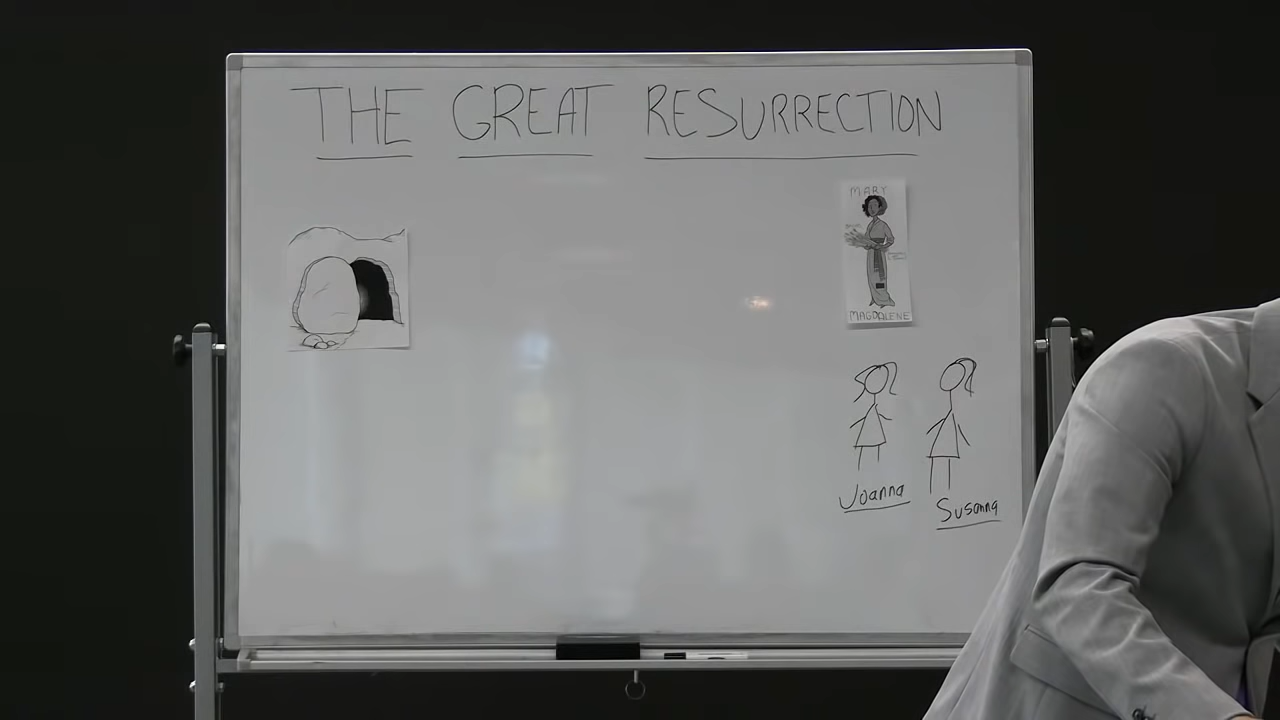 THE GREAT RESURRECTION
MARY
MAGDALENE
Joanna
Susanna